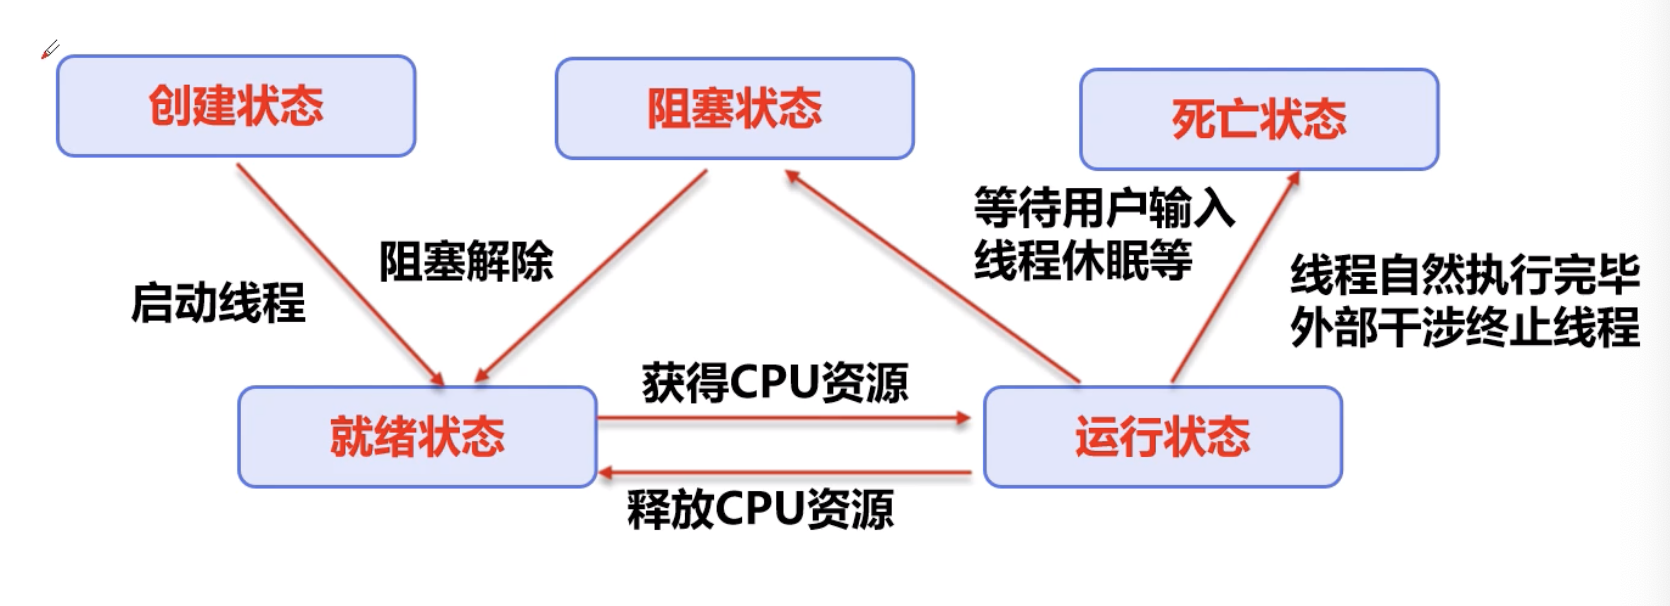 创建状态
阻塞状态
死亡状态
等待用户输入
线程休眠等
阻塞解除
启动线程
线程自然执行完毕
外部干涉终止线程
获得CPU资源
就绪状态
运行状态
释放CPU资源